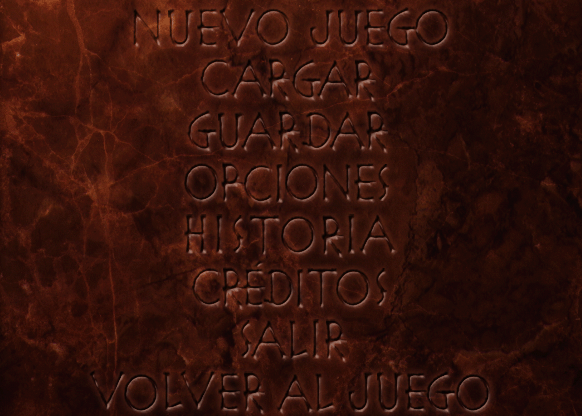 NUEVO JUEGO
CARGAR
GUARDAR
OPCIONES
HISTORIA
CRÉDITOS
SALIR
VOLVER AL JUEGO